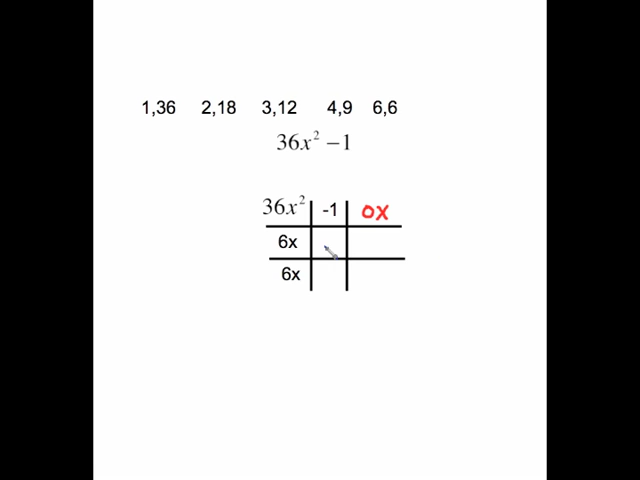 1,36 2,18 3,12 4,9 6,6
36x² −1
36x² -1 0x
6x
6x